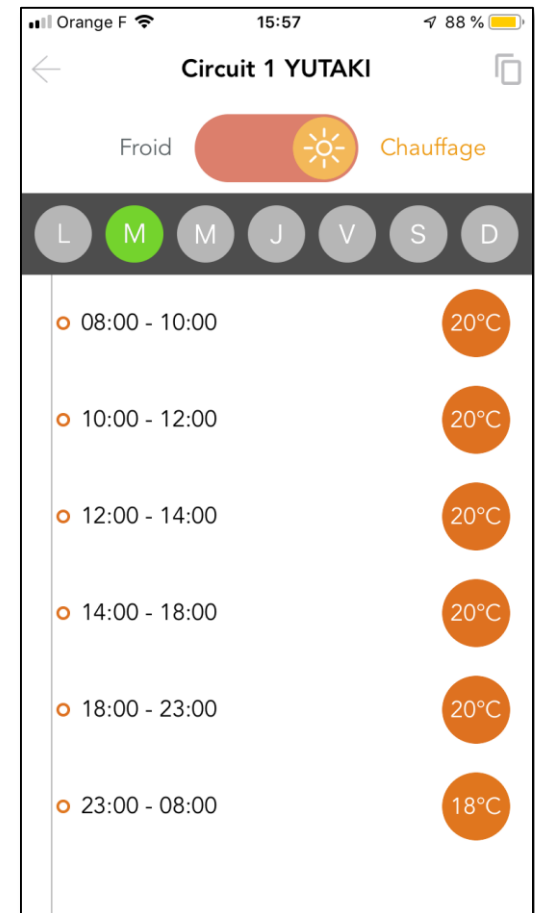 Orange F 15:57 88 %
Circuit 1 YUTAKI
Froid Chauffage
L M M J V S D
08:00 - 10:00 20°C
10:00 - 12:00 20°C
12:00 - 14:00 20°C
14:00 - 18:00 20°C
18:00 - 23:00 20°C
23:00 - 08:00 18°C